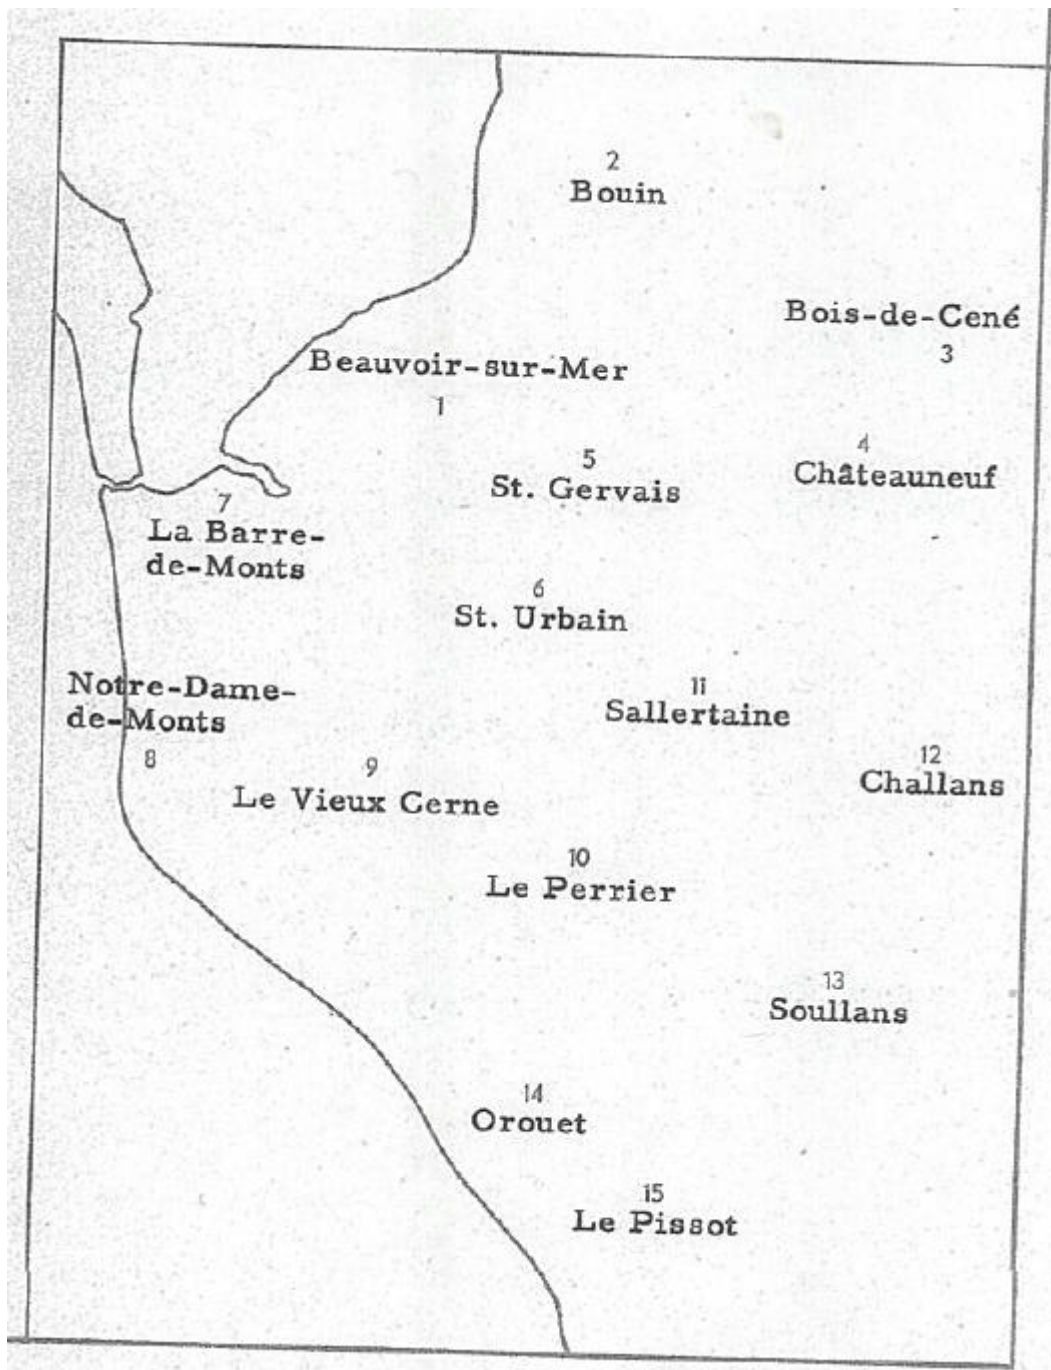 2
Bouin
Bois-de-Cené
3
Beauvoir-sur-Mer
1
4
Châteauneuf
5
St. Gervais
7
La Barre-
de-Monts
6
St. Urbain
Notre-Dame-
de-Monts
8
11
Sallertaine
12
Challans
9
Le Vieux Cerne
10
Le Perrier
13
Soullans
14
Orouet
15
Le Pissot